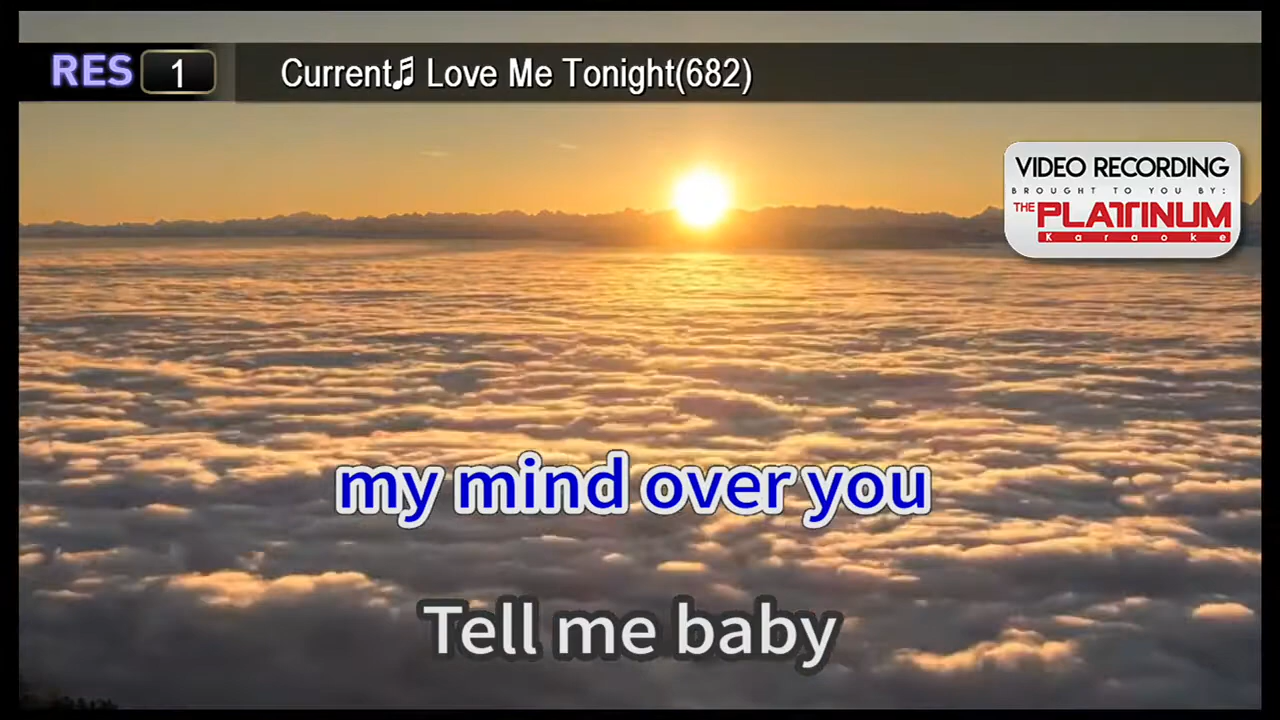 RES 1 Current♬ Love Me Tonight(682)
VIDEO RECORDING
BROUGHT TO YOU BY:
THE PLATINUM
Karaoke
my mind over you
Tell me baby